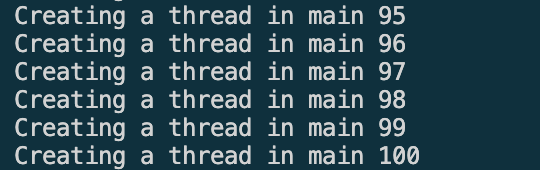 Creating a thread in main 95
Creating a thread in main 96
Creating a thread in main 97
Creating a thread in main 98
Creating a thread in main 99
Creating a thread in main 100